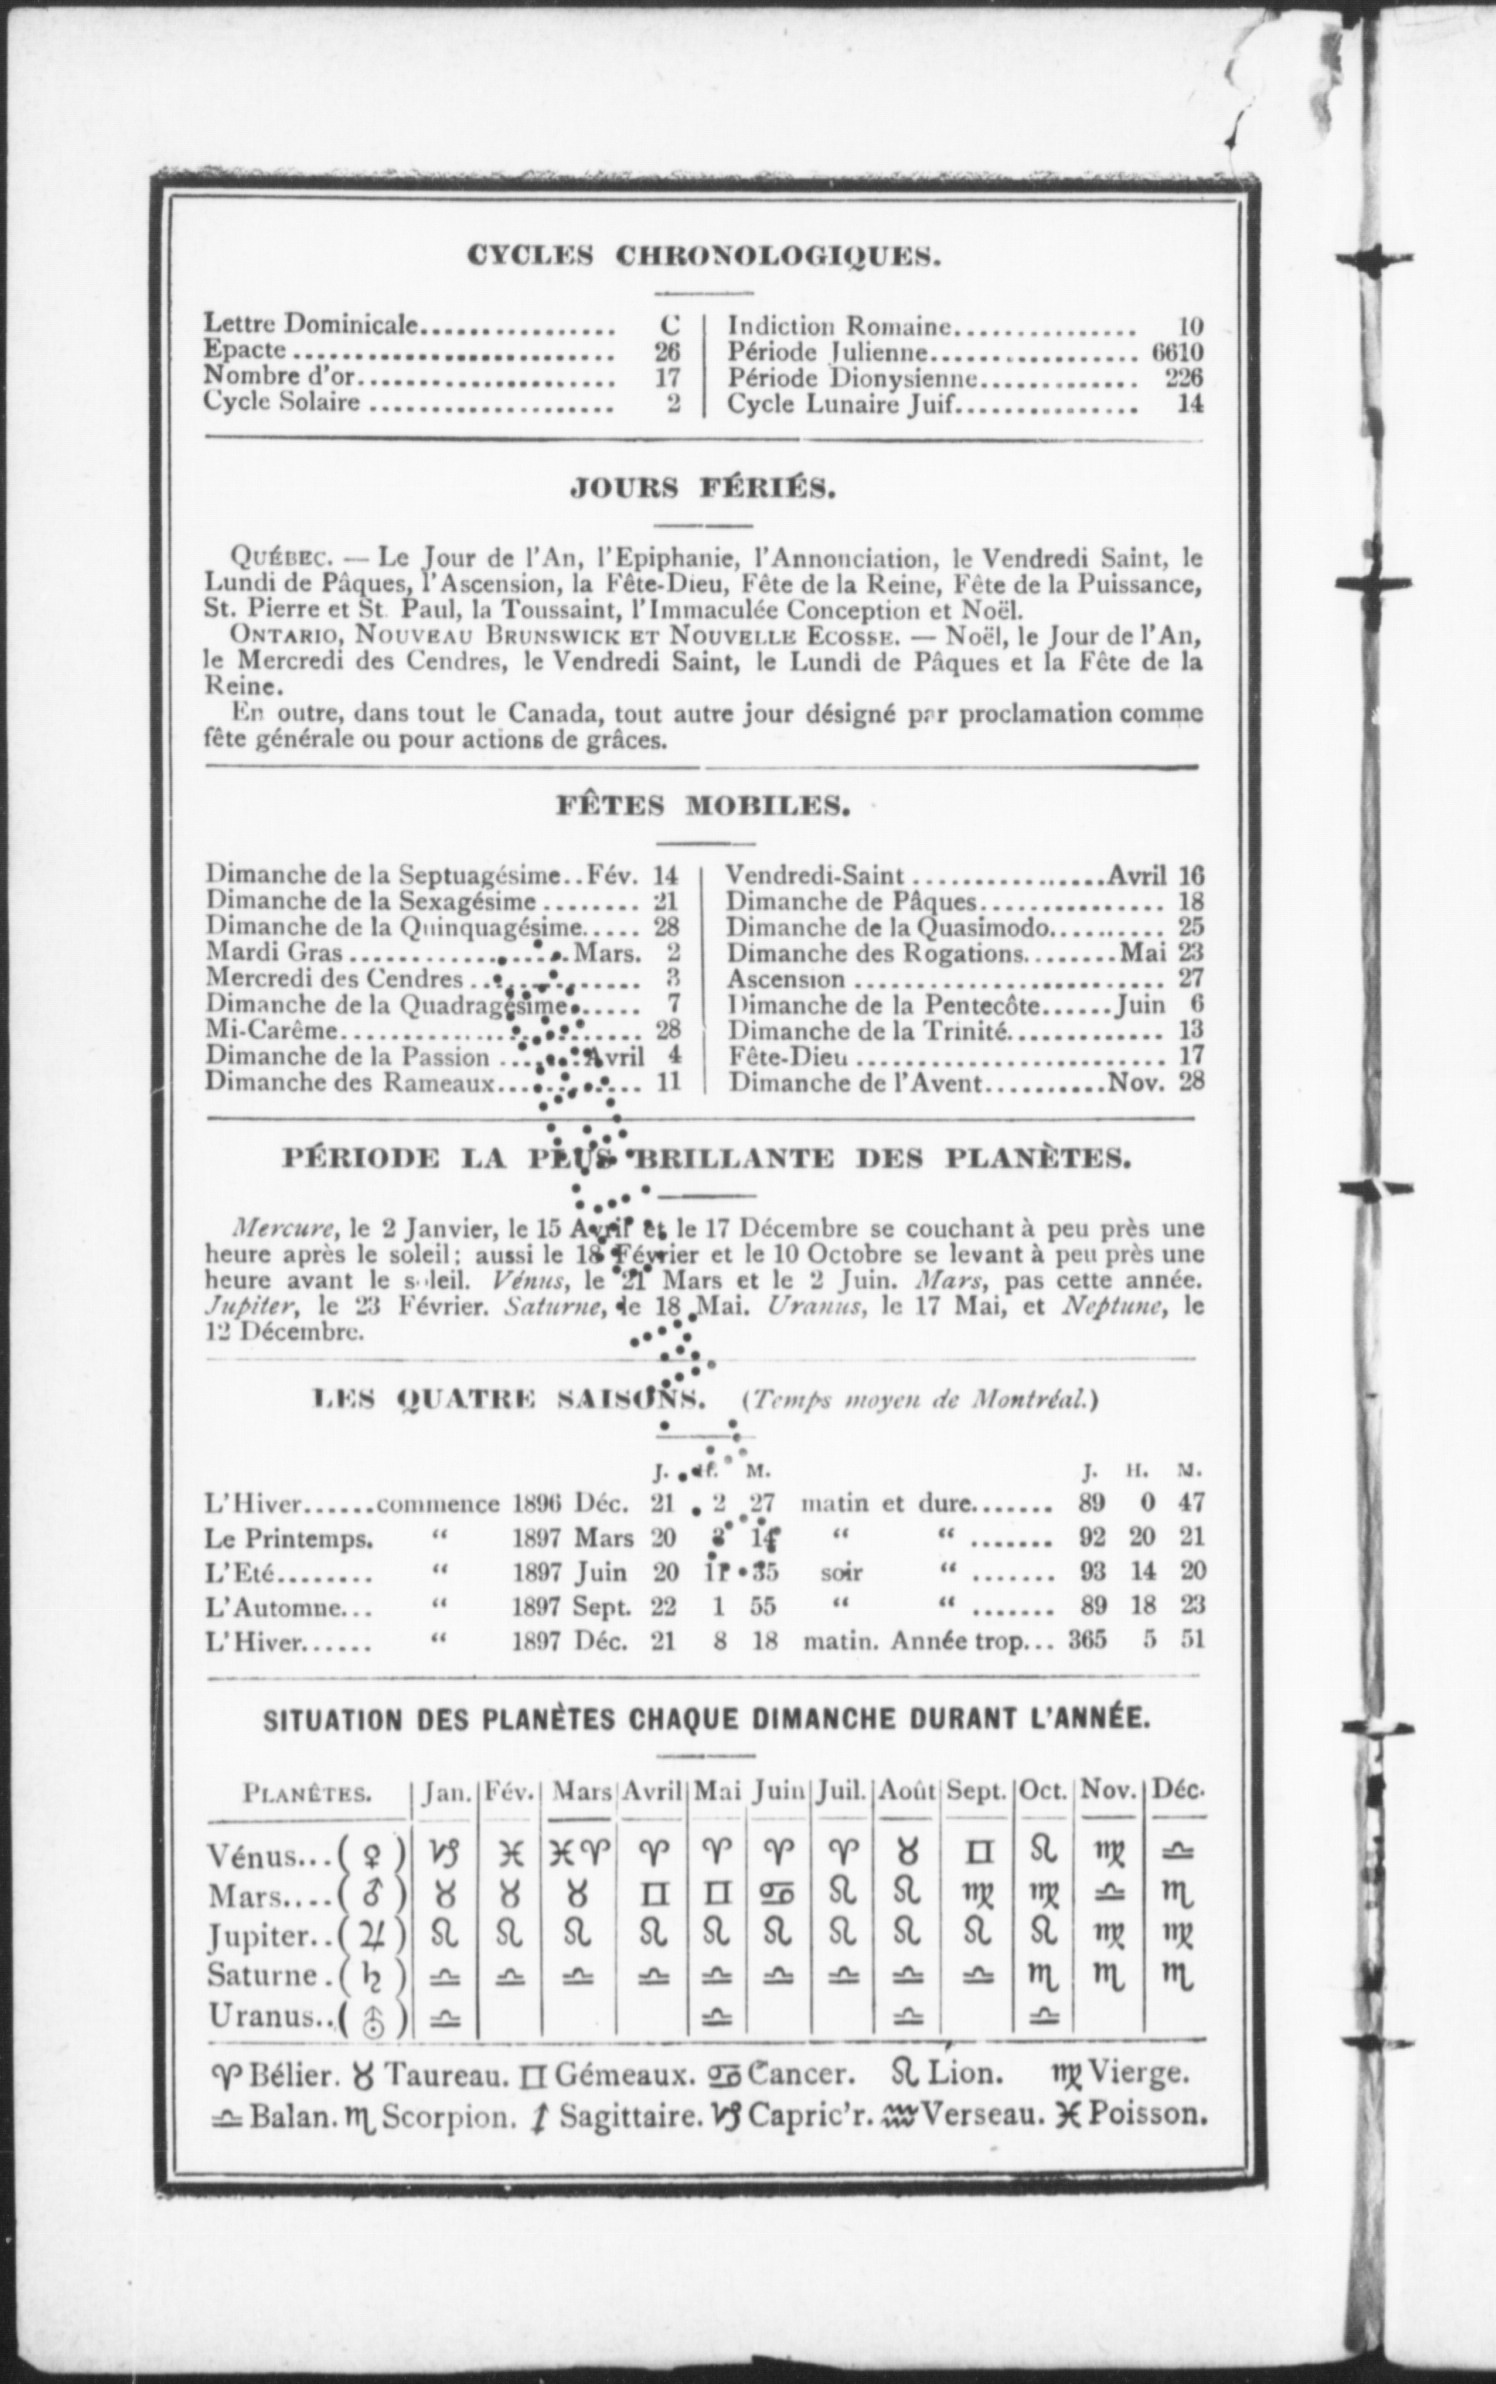 CYCLES CHRONOLOGIQUES.
Lettre Dominicale................ C | Indiction Romaine............... 10
Epacte.......................... 26 | Période Julienne................. 6610
Nombre d'or..................... 17 | Période Dionysienne............. 226
Cycle Solaire .................... 2 | Cycle Lunaire Juif............... 14
JOURS FÉRIÉS.
QUÉBEC. — Le Jour de l'An, l'Epiphanie, l'Annonciation, le Vendredi Saint, le
Lundi de Pâques, l'Ascension, la Fête-Dieu, Fête de la Reine, Fête de la Puissance,
St. Pierre et St. Paul, la Toussaint, l'Immaculée Conception et Noël.
ONTARIO, NOUVEAU BRUNSWICK ET NOUVELLE ECOSSE. — Noël, le Jour de l'An,
le Mercredi des Cendres, le Vendredi Saint, le Lundi de Pâques et la Fête de la
Reine.
En outre, dans tout le Canada, tout autre jour désigné par proclamation comme
fête générale ou pour actions de grâces.
FÊTES MOBILES.
Dimanche de la Septuagésime..Fév. 14 | Vendredi-Saint ................Avril 16
Dimanche de la Sexagésime ........ 21 | Dimanche de Pâques............... 18
Dimanche de la Quinquagésime..... 28 | Dimanche de la Quasimodo.......... 25
Mardi Gras ..................Mars. 2 | Dimanche des Rogations........Mai 23
Mercredi des Cendres .............. 3 | Ascension ......................... 27
Dimanche de la Quadragésime...... 7 | Dimanche de la Pentecôte......Juin 6
Mi-Carême........................ 28 | Dimanche de la Trinité............. 13
Dimanche de la Passion .......Avril 4 | Fête-Dieu ......................... 17
Dimanche des Rameaux............ 11 | Dimanche de l'Avent..........Nov. 28
PÉRIODE LA PLUS BRILLANTE DES PLANÈTES.
Mercure, le 2 Janvier, le 15 Avril et le 17 Décembre se couchant à peu près une
heure après le soleil; aussi le 18 Février et le 10 Octobre se levant à peu près une
heure avant le soleil. Vénus, le 21 Mars et le 2 Juin. Mars, pas cette année.
Jupiter, le 23 Février. Saturne, le 18 Mai. Uranus, le 17 Mai, et Neptune, le
12 Décembre.
LES QUATRE SAISONS. (Temps moyen de Montréal.)
J. H. M. J. H. M.
L'Hiver......commence 1896 Déc. 21 2 27 matin et dure....... 89 0 47
Le Printemps. “ 1897 Mars 20 3 14 “ “ ....... 92 20 21
L'Eté........ “ 1897 Juin 20 11 35 soir “ ....... 93 14 20
L'Automne... “ 1897 Sept. 22 1 55 “ “ ....... 89 18 23
L'Hiver...... “ 1897 Déc. 21 8 18 matin. Année trop... 365 5 51
SITUATION DES PLANÈTES CHAQUE DIMANCHE DURANT L'ANNÉE.
PLANÊTES. | Jan. | Fév. | Mars | Avril | Mai | Juin | Juil. | Août | Sept. | Oct. | Nov. | Déc.
Vénus...(♀) ♑ ♓ ♓♈ ♈ ♈ ♈ ♈ ♉ ♊ ♌ ♍ ♎
Mars....(♂) ♉ ♉ ♉ ♊ ♊ ♋ ♌ ♌ ♍ ♍ ♎ ♏
Jupiter..(♃) ♌ ♌ ♌ ♌ ♌ ♌ ♌ ♌ ♌ ♌ ♍ ♍
Saturne .(♄) ♎ ♎ ♎ ♎ ♎ ♎ ♎ ♎ ♎ ♏ ♏ ♏
Uranus..(⛢) ♎ ♎ ♎ ♎
♈ Bélier. ♉ Taureau. ♊ Gémeaux. ♋ Cancer. ♌ Lion. ♍ Vierge.
♎ Balan. ♏ Scorpion. ♐ Sagittaire. ♑ Capric'r. ♒ Verseau. ♓ Poisson.